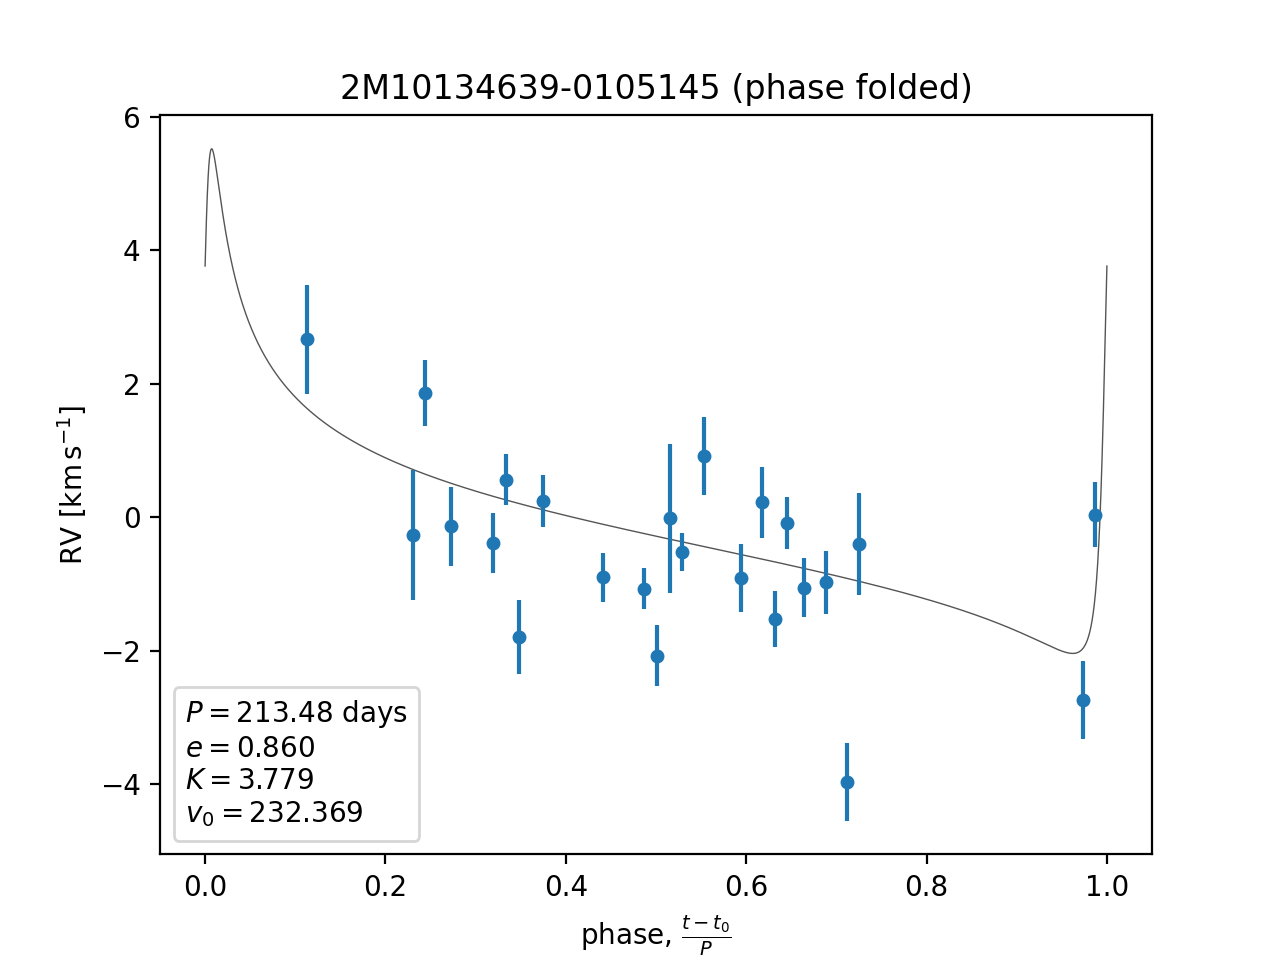 2M10134639-0105145 (phase folded)
6
4
2
0
−2
−4
RV [km s−1]
P = 213.48 days
e = 0.860
K = 3.779
v0 = 232.369
0.0 0.2 0.4 0.6 0.8 1.0
phase, t − t0 / P